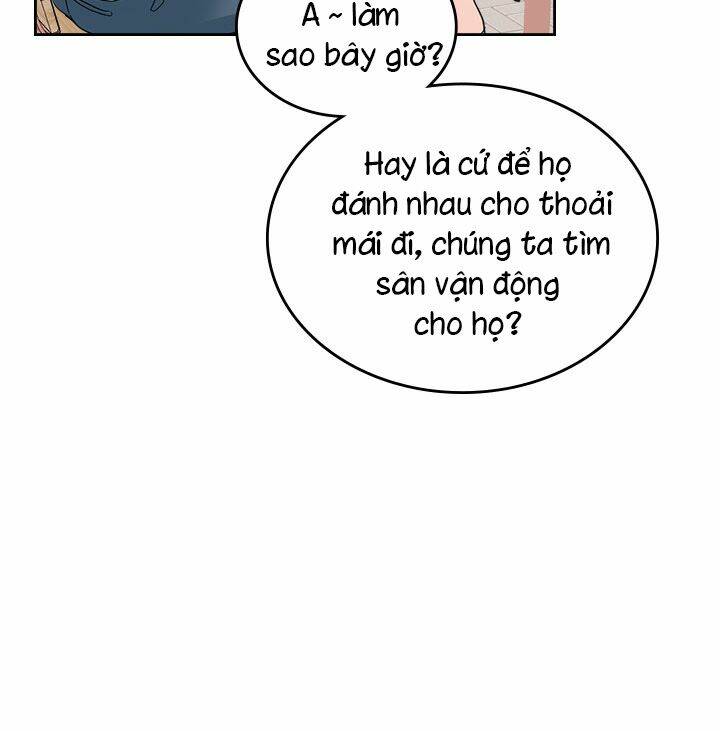 A ~ làm
sao bây giờ?
Hay là cứ để họ
đánh nhau cho thoải
mái đi, chúng ta tìm
sân vận động
cho họ?